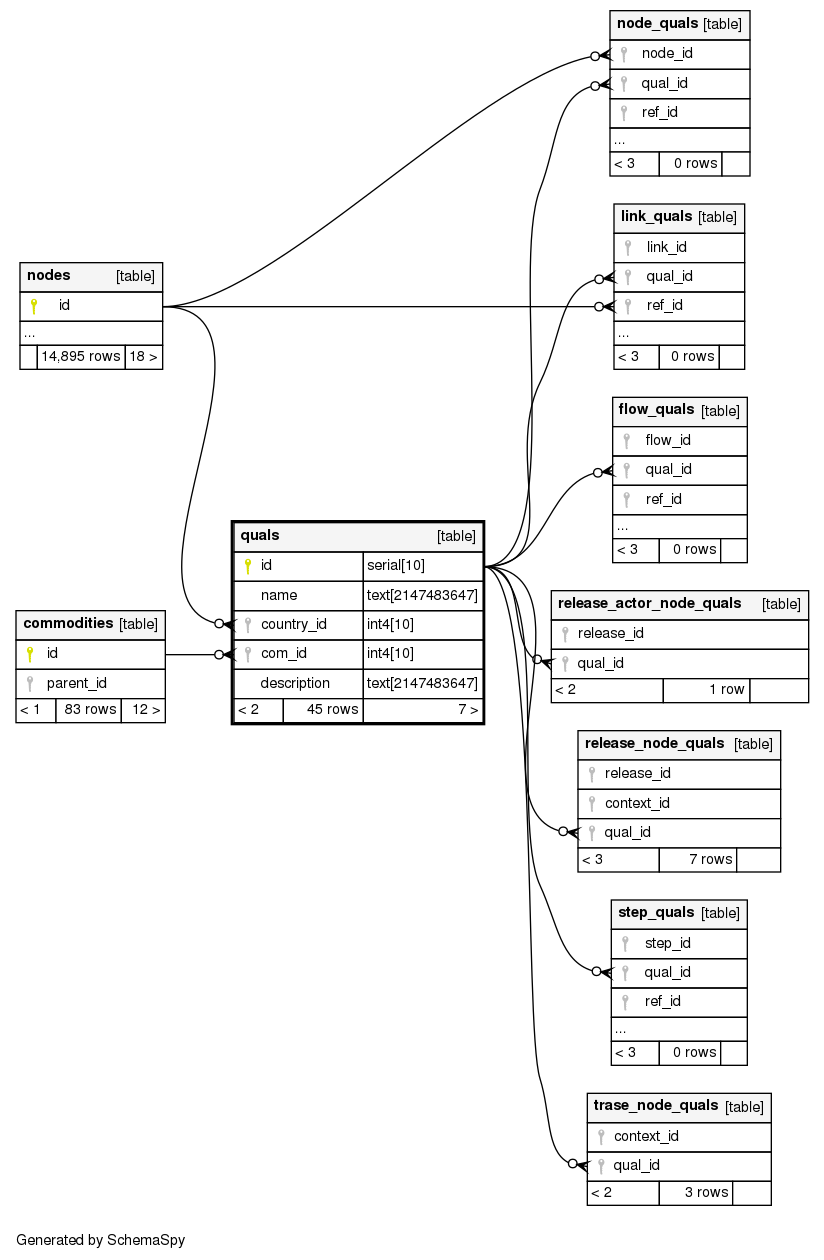 node_quals [table]
node_id
qual_id
ref_id
...
< 3 0 rows
link_quals [table]
link_id
qual_id
ref_id
...
< 3 0 rows
nodes [table]
id
...
14,895 rows 18 >
flow_quals [table]
flow_id
qual_id
ref_id
...
< 3 0 rows
quals [table]
id serial[10]
name text[2147483647]
country_id int4[10]
com_id int4[10]
description text[2147483647]
< 2 45 rows 7 >
commodities [table]
id
parent_id
< 1 83 rows 12 >
release_actor_node_quals [table]
release_id
qual_id
< 2 1 row
release_node_quals [table]
release_id
context_id
qual_id
< 3 7 rows
step_quals [table]
step_id
qual_id
ref_id
...
< 3 0 rows
trase_node_quals [table]
context_id
qual_id
< 2 3 rows
Generated by SchemaSpy